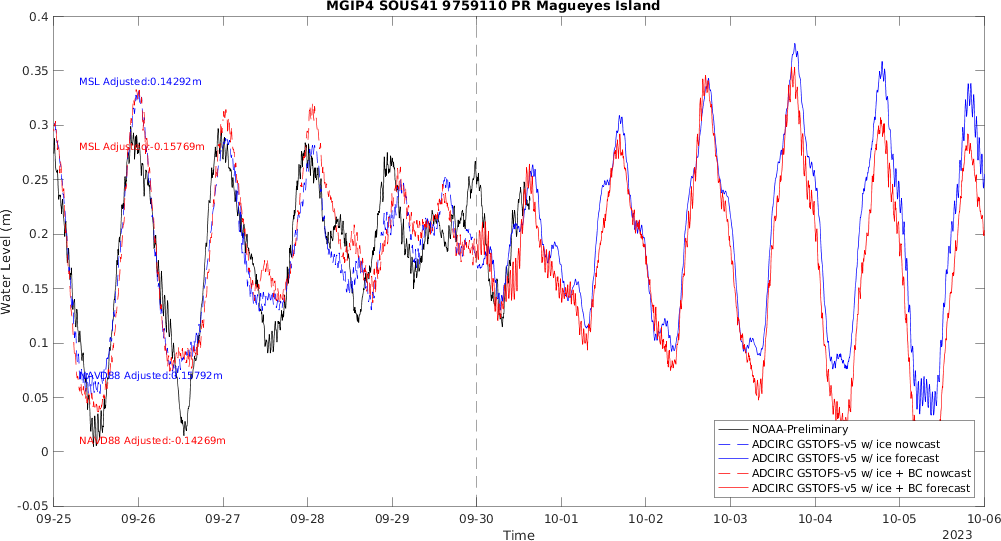 MGIP4 SOUS41 9759110 PR Magueyes Island
0.4
0.35
0.3
0.25
0.2
0.15
0.1
0.05
0
-0.05
Water Level (m)
MSL Adjusted:0.14292m
MSL Adjusted:-0.15769m
NAVD88 Adjusted:0.15792m
NAVD88 Adjusted:-0.14269m
NOAA-Preliminary
ADCIRC GSTOFS-v5 w/ ice nowcast
ADCIRC GSTOFS-v5 w/ ice forecast
ADCIRC GSTOFS-v5 w/ ice + BC nowcast
ADCIRC GSTOFS-v5 w/ ice + BC forecast
09-25 09-26 09-27 09-28 09-29 09-30 10-01 10-02 10-03 10-04 10-05 10-06
Time
2023